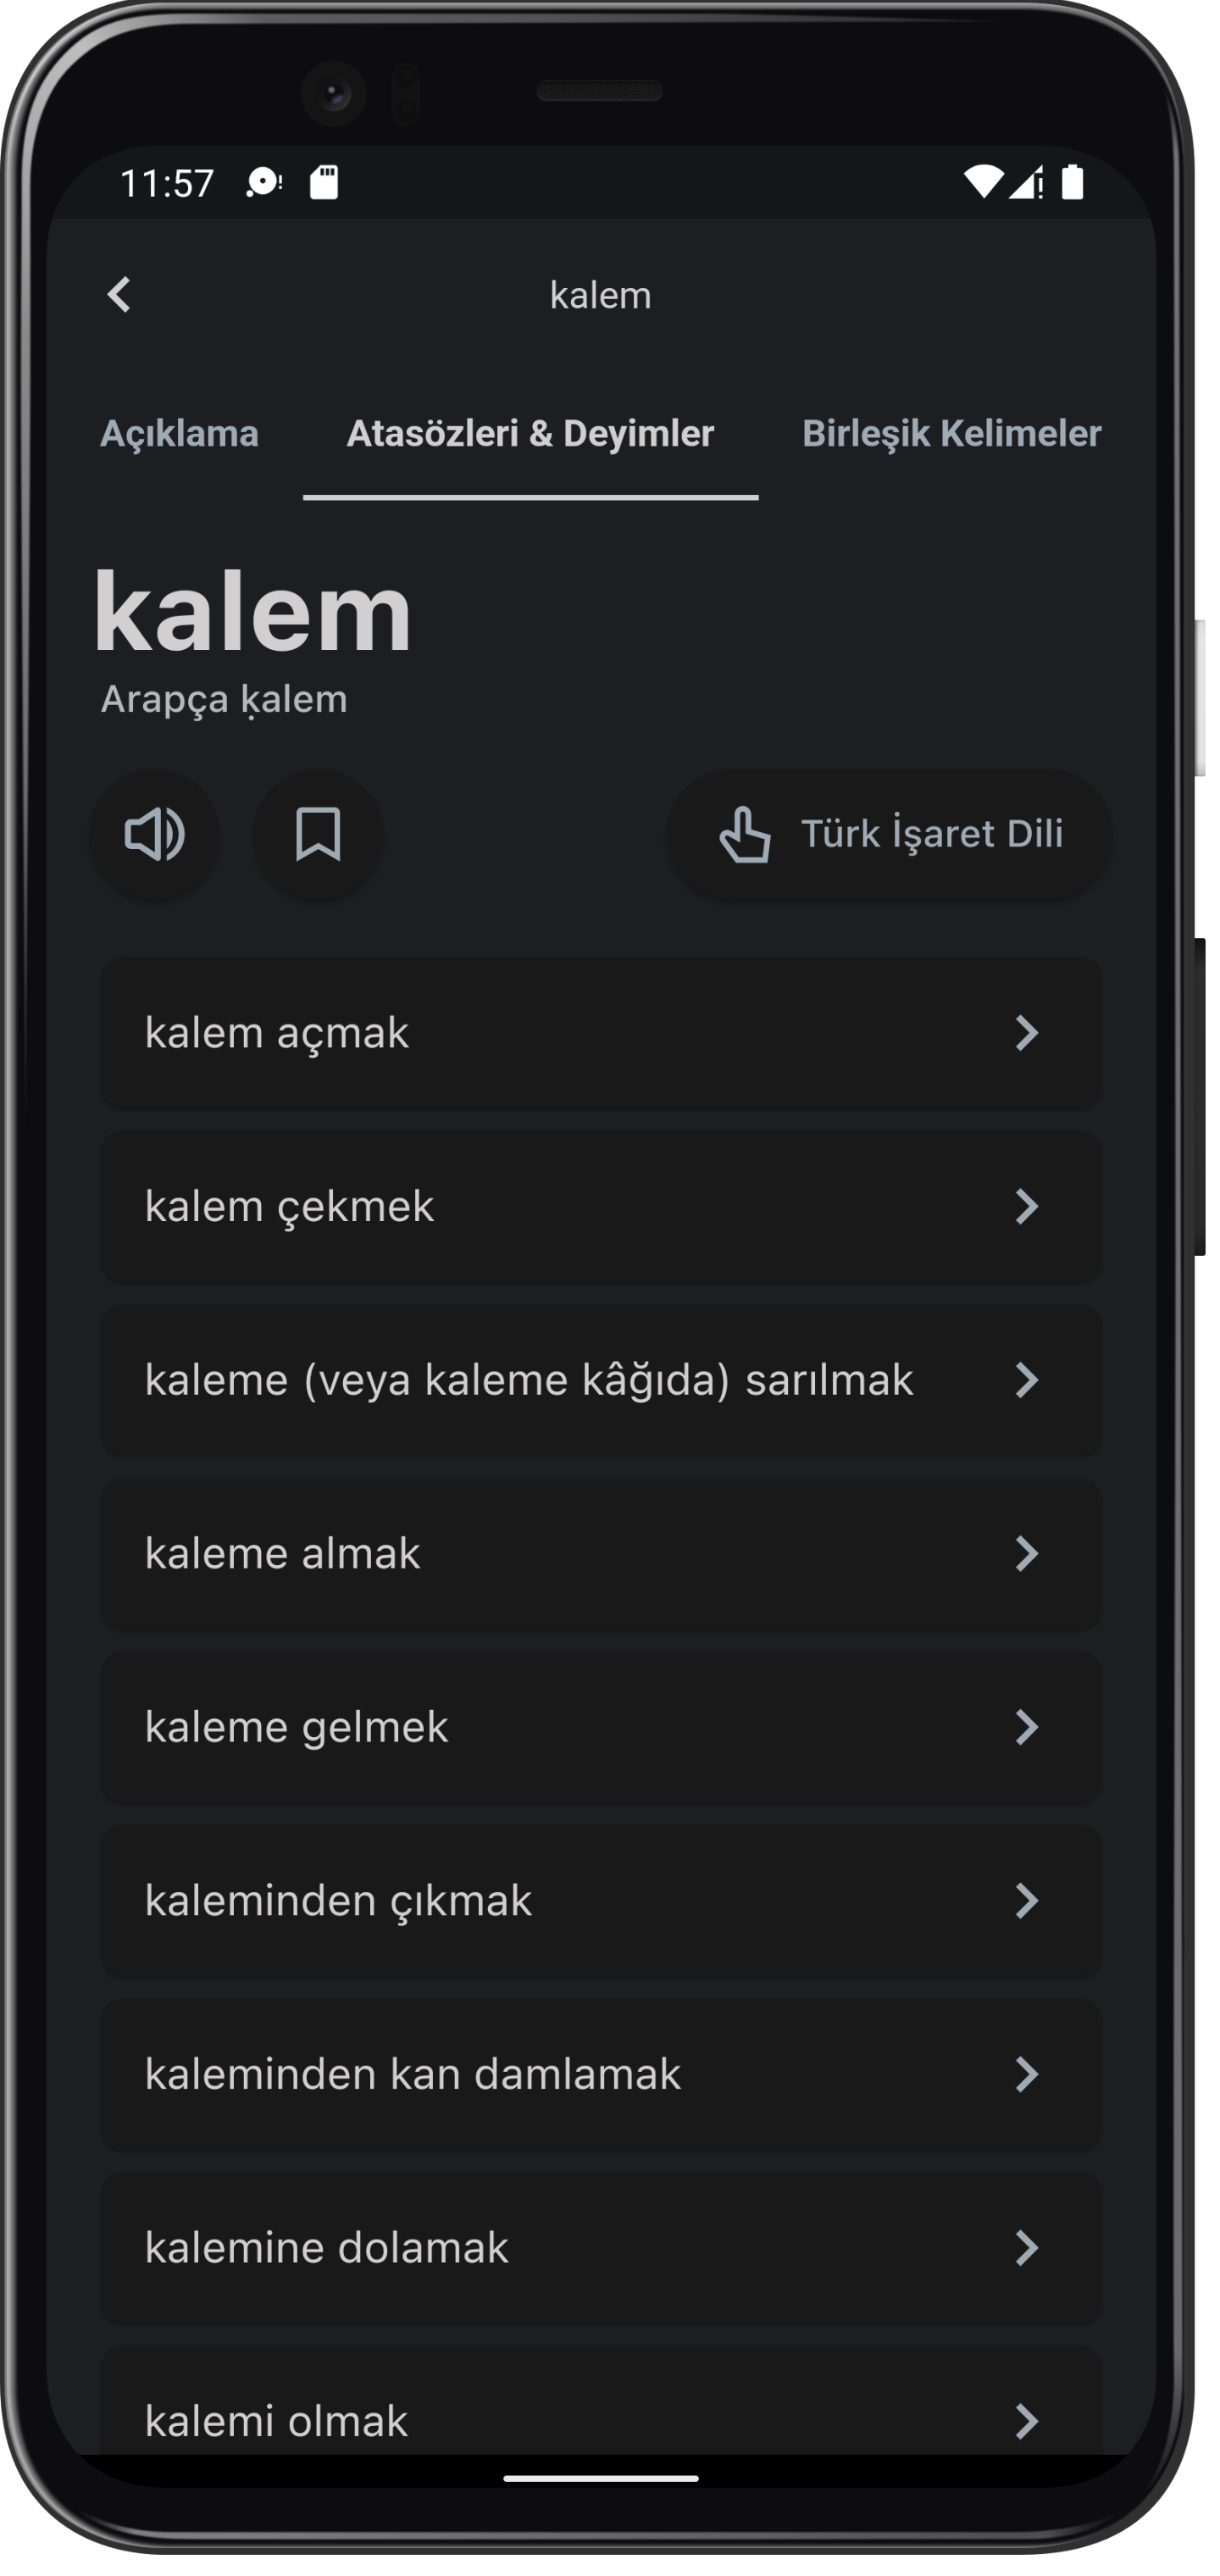 11:57
kalem
Açıklama Atasözleri & Deyimler Birleşik Kelimeler
kalem
Arapça ḳalem
Türk İşaret Dili
kalem açmak
kalem çekmek
kaleme (veya kaleme kâğıda) sarılmak
kaleme almak
kaleme gelmek
kaleminden çıkmak
kaleminden kan damlamak
kalemine dolamak
kalemi olmak